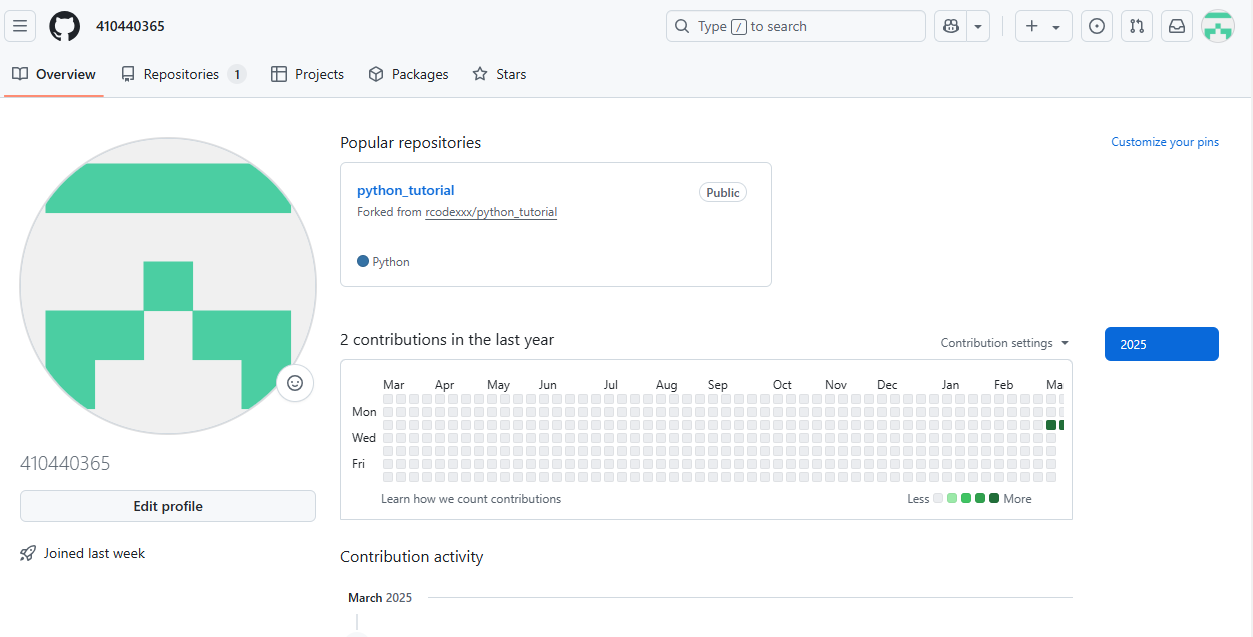 410440365
Type / to search
Overview Repositories 1 Projects Packages Stars
Popular repositories
Customize your pins
python_tutorial Public
Forked from rcodexxx/python_tutorial
Python
2 contributions in the last year
Contribution settings
2025
Mar Apr May Jun Jul Aug Sep Oct Nov Dec Jan Feb Ma
Mon
Wed
Fri
Learn how we count contributions
Less More
410440365
Edit profile
Joined last week
Contribution activity
March 2025